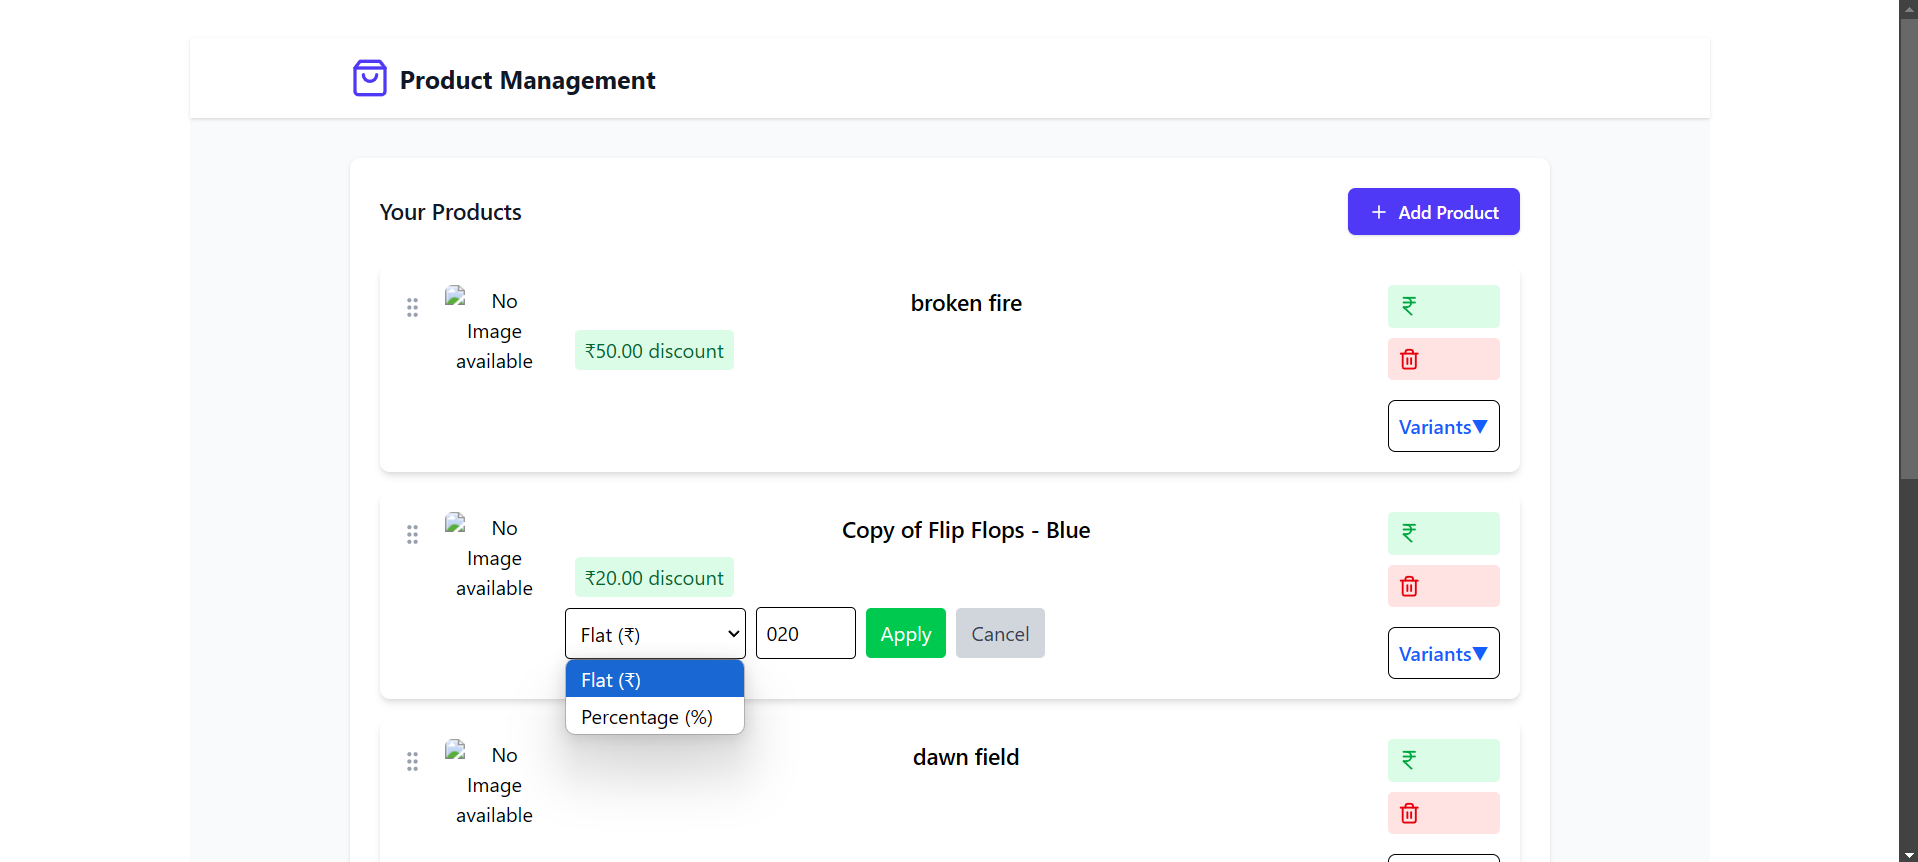 Product Management
Your Products
+ Add Product
No
Image
available
broken fire
₹50.00 discount
₹
Variants▼
No
Image
available
Copy of Flip Flops - Blue
₹20.00 discount
₹
Flat (₹)
020
Apply
Cancel
Variants▼
Flat (₹)
Percentage (%)
No
Image
available
dawn field
₹